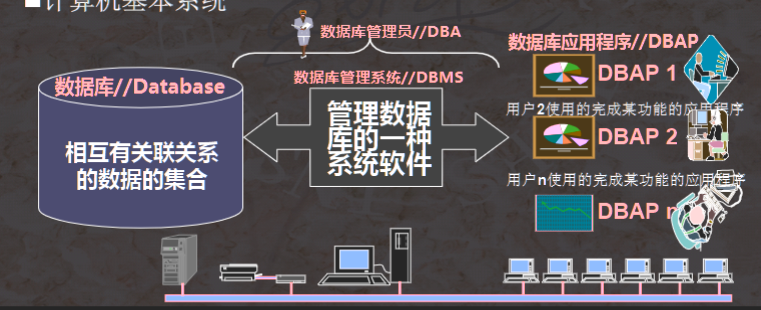 ■计算机基本系统
数据库管理员//DBA
数据库应用程序//DBAP
数据库//Database
数据库管理系统//DBMS
DBAP 1
管理数据
库的一种
系统软件
用户2使用的完成某功能的应用程序
DBAP 2
相互有关联关系
的数据的集合
用户n使用的完成某功能的应用程序
DBAP n